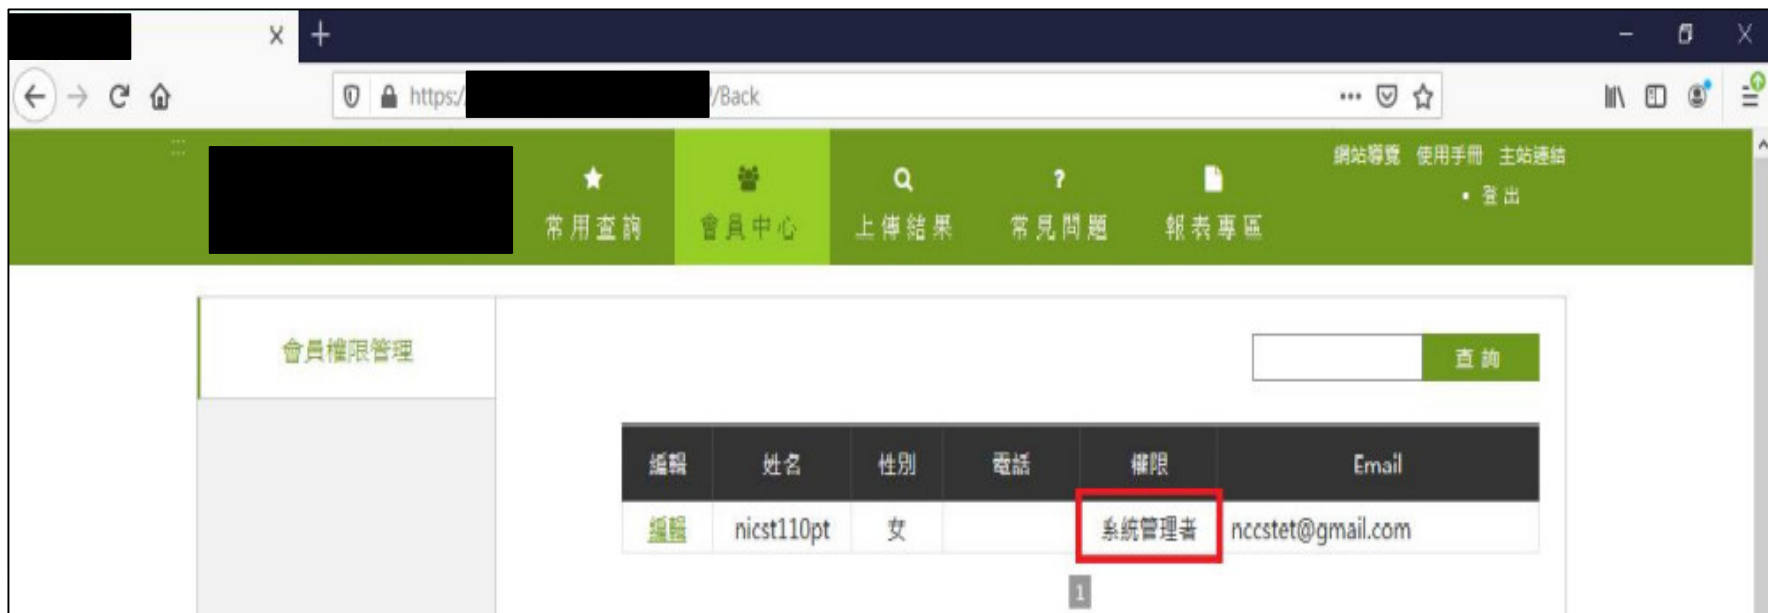 https:/ /Back
網站導覽 使用手冊 主站連結
• 登出
常用查詢 會員中心 上傳結果 常見問題 報表專區
會員權限管理
查詢
編輯 姓名 性別 電話 權限 Email
編輯 nicst110pt 女 系統管理者 nccstet@gmail.com
1